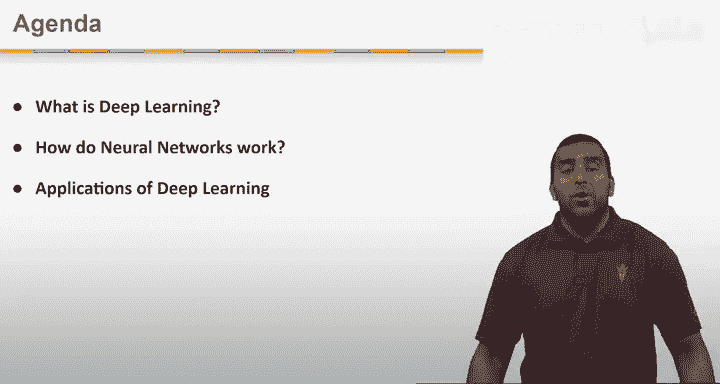 Agenda
● What is Deep Learning?
● How do Neural Networks work?
● Applications of Deep Learning